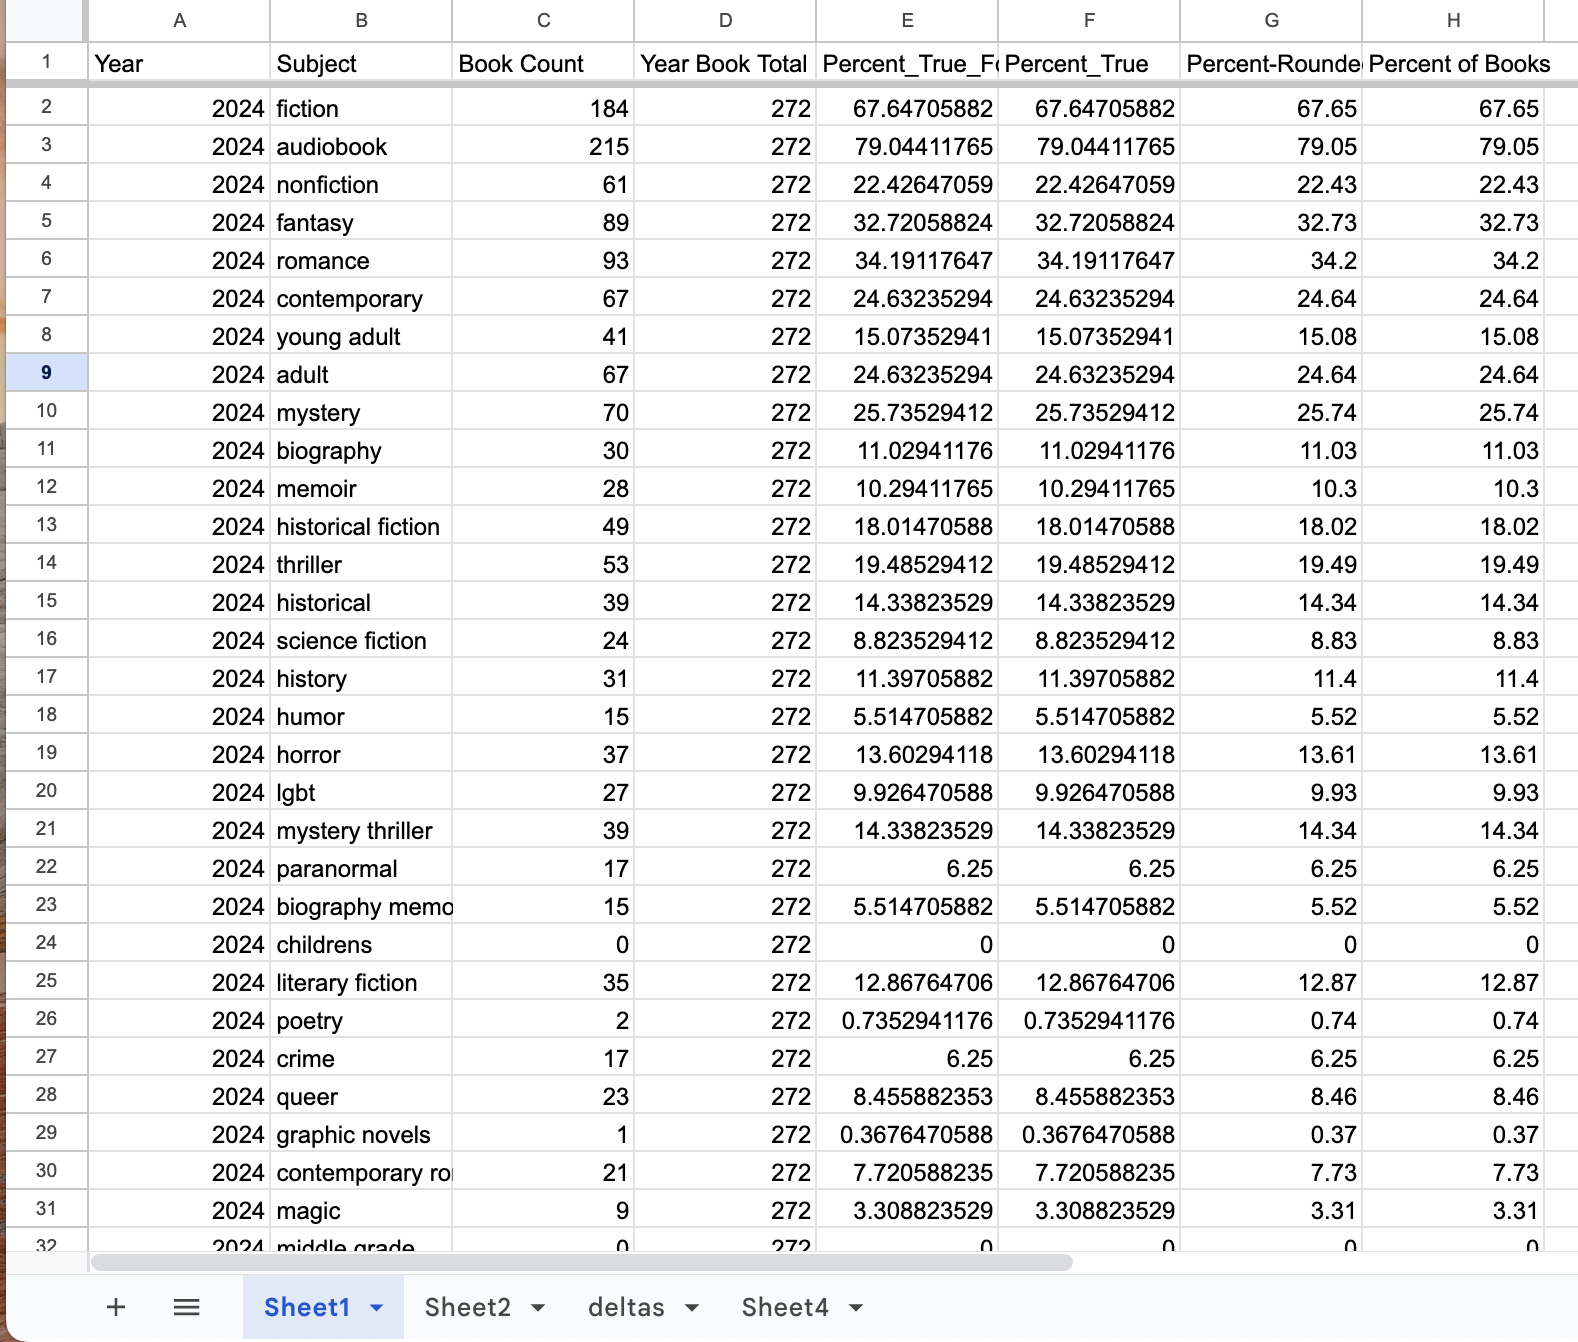 A B C D E F G H
1 Year Subject Book Count Year Book Total Percent_True_Fo Percent_True Percent-Rounded Percent of Books
2 2024 fiction 184 272 67.64705882 67.64705882 67.65 67.65
3 2024 audiobook 215 272 79.04411765 79.04411765 79.05 79.05
4 2024 nonfiction 61 272 22.42647059 22.42647059 22.43 22.43
5 2024 fantasy 89 272 32.72058824 32.72058824 32.73 32.73
6 2024 romance 93 272 34.19117647 34.19117647 34.2 34.2
7 2024 contemporary 67 272 24.63235294 24.63235294 24.64 24.64
8 2024 young adult 41 272 15.07352941 15.07352941 15.08 15.08
9 2024 adult 67 272 24.63235294 24.63235294 24.64 24.64
10 2024 mystery 70 272 25.73529412 25.73529412 25.74 25.74
11 2024 biography 30 272 11.02941176 11.02941176 11.03 11.03
12 2024 memoir 28 272 10.29411765 10.29411765 10.3 10.3
13 2024 historical fiction 49 272 18.01470588 18.01470588 18.02 18.02
14 2024 thriller 53 272 19.48529412 19.48529412 19.49 19.49
15 2024 historical 39 272 14.33823529 14.33823529 14.34 14.34
16 2024 science fiction 24 272 8.823529412 8.823529412 8.83 8.83
17 2024 history 31 272 11.39705882 11.39705882 11.4 11.4
18 2024 humor 15 272 5.514705882 5.514705882 5.52 5.52
19 2024 horror 37 272 13.60294118 13.60294118 13.61 13.61
20 2024 lgbt 27 272 9.926470588 9.926470588 9.93 9.93
21 2024 mystery thriller 39 272 14.33823529 14.33823529 14.34 14.34
22 2024 paranormal 17 272 6.25 6.25 6.25 6.25
23 2024 biography memo 15 272 5.514705882 5.514705882 5.52 5.52
24 2024 childrens 0 272 0 0 0 0
25 2024 literary fiction 35 272 12.86764706 12.86764706 12.87 12.87
26 2024 poetry 2 272 0.7352941176 0.7352941176 0.74 0.74
27 2024 crime 17 272 6.25 6.25 6.25 6.25
28 2024 queer 23 272 8.455882353 8.455882353 8.46 8.46
29 2024 graphic novels 1 272 0.3676470588 0.3676470588 0.37 0.37
30 2024 contemporary ro 21 272 7.720588235 7.720588235 7.73 7.73
31 2024 magic 9 272 3.308823529 3.308823529 3.31 3.31
32 2024 middle grade 0 272 0 0 0 0
Sheet1 Sheet2 deltas Sheet4